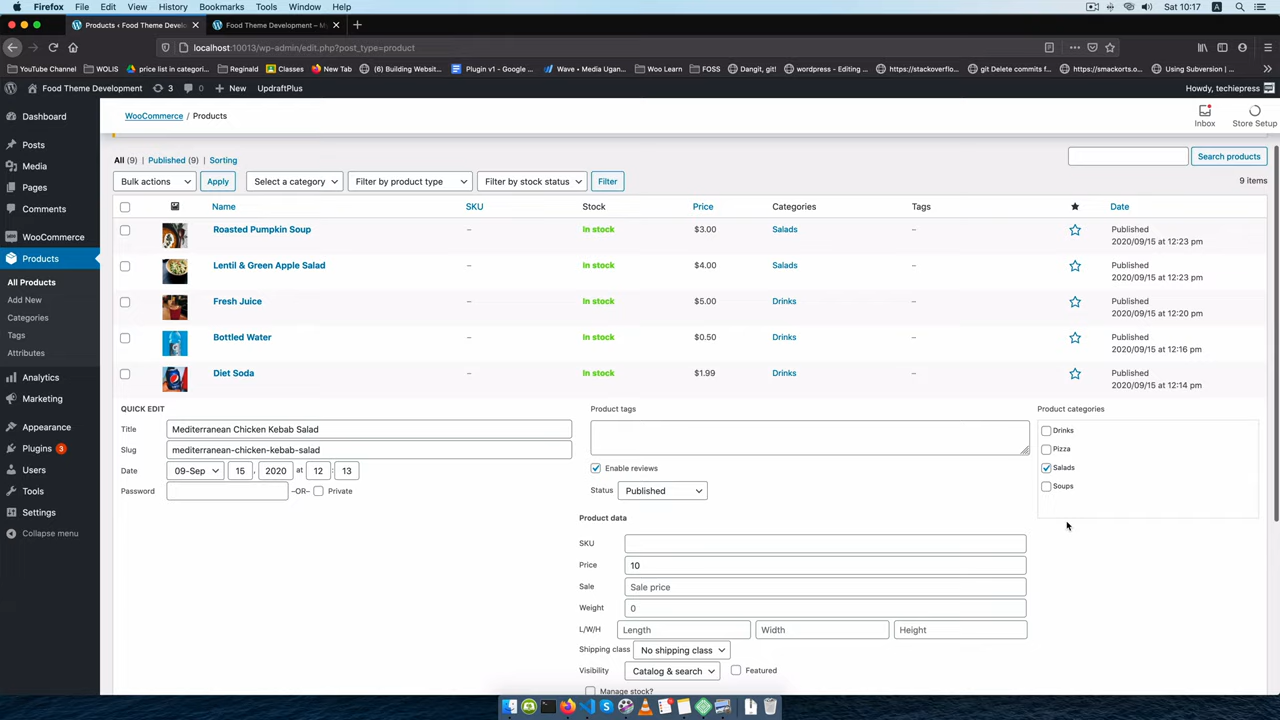 Firefox File Edit View History Bookmarks Tools Window Help Sat 10:17
Products ‹ Food Theme Develo Food Theme Development – M
localhost:10013/wp-admin/edit.php?post_type=product
YouTube Channel WOLIS price list in categori... Reginald Classes New Tab (6) Building Websit... Plugin v1 - Google ... Wave • Media Ugan... Woo Learn FOSS Dangit, git! wordpress - Editing ... https://stackoverflo... git Delete commits f... https://smackorts.o... Using Subversion ( ...
Food Theme Development 3 0 + New UpdraftPlus Howdy, techiepress
WooCommerce / Products
Inbox Store Setup
Dashboard
Posts
Media
Pages
Comments
WooCommerce
Products
All Products
Add New
Categories
Tags
Attributes
Analytics
Marketing
Appearance
Plugins 3
Users
Tools
Settings
Collapse menu
All (9) | Published (9) | Sorting
Search products
Bulk actions Apply Select a category Filter by product type Filter by stock status Filter
9 items
Name SKU Stock Price Categories Tags Date
Roasted Pumpkin Soup – In stock $3.00 Salads – Published
2020/09/15 at 12:23 pm
Lentil & Green Apple Salad – In stock $4.00 Salads – Published
2020/09/15 at 12:23 pm
Fresh Juice – In stock $5.00 Drinks – Published
2020/09/15 at 12:20 pm
Bottled Water – In stock $0.50 Drinks – Published
2020/09/15 at 12:16 pm
Diet Soda – In stock $1.99 Drinks – Published
2020/09/15 at 12:14 pm
QUICK EDIT
Title Mediterranean Chicken Kebab Salad
Slug mediterranean-chicken-kebab-salad
Date 09-Sep 15 , 2020 at 12 : 13
Password –OR– Private
Product tags
Enable reviews
Status Published
Product data
SKU
Price 10
Sale Sale price
Weight 0
L/W/H Length Width Height
Shipping class No shipping class
Visibility Catalog & search Featured
Manage stock?
Product categories
Drinks
Pizza
Salads
Soups